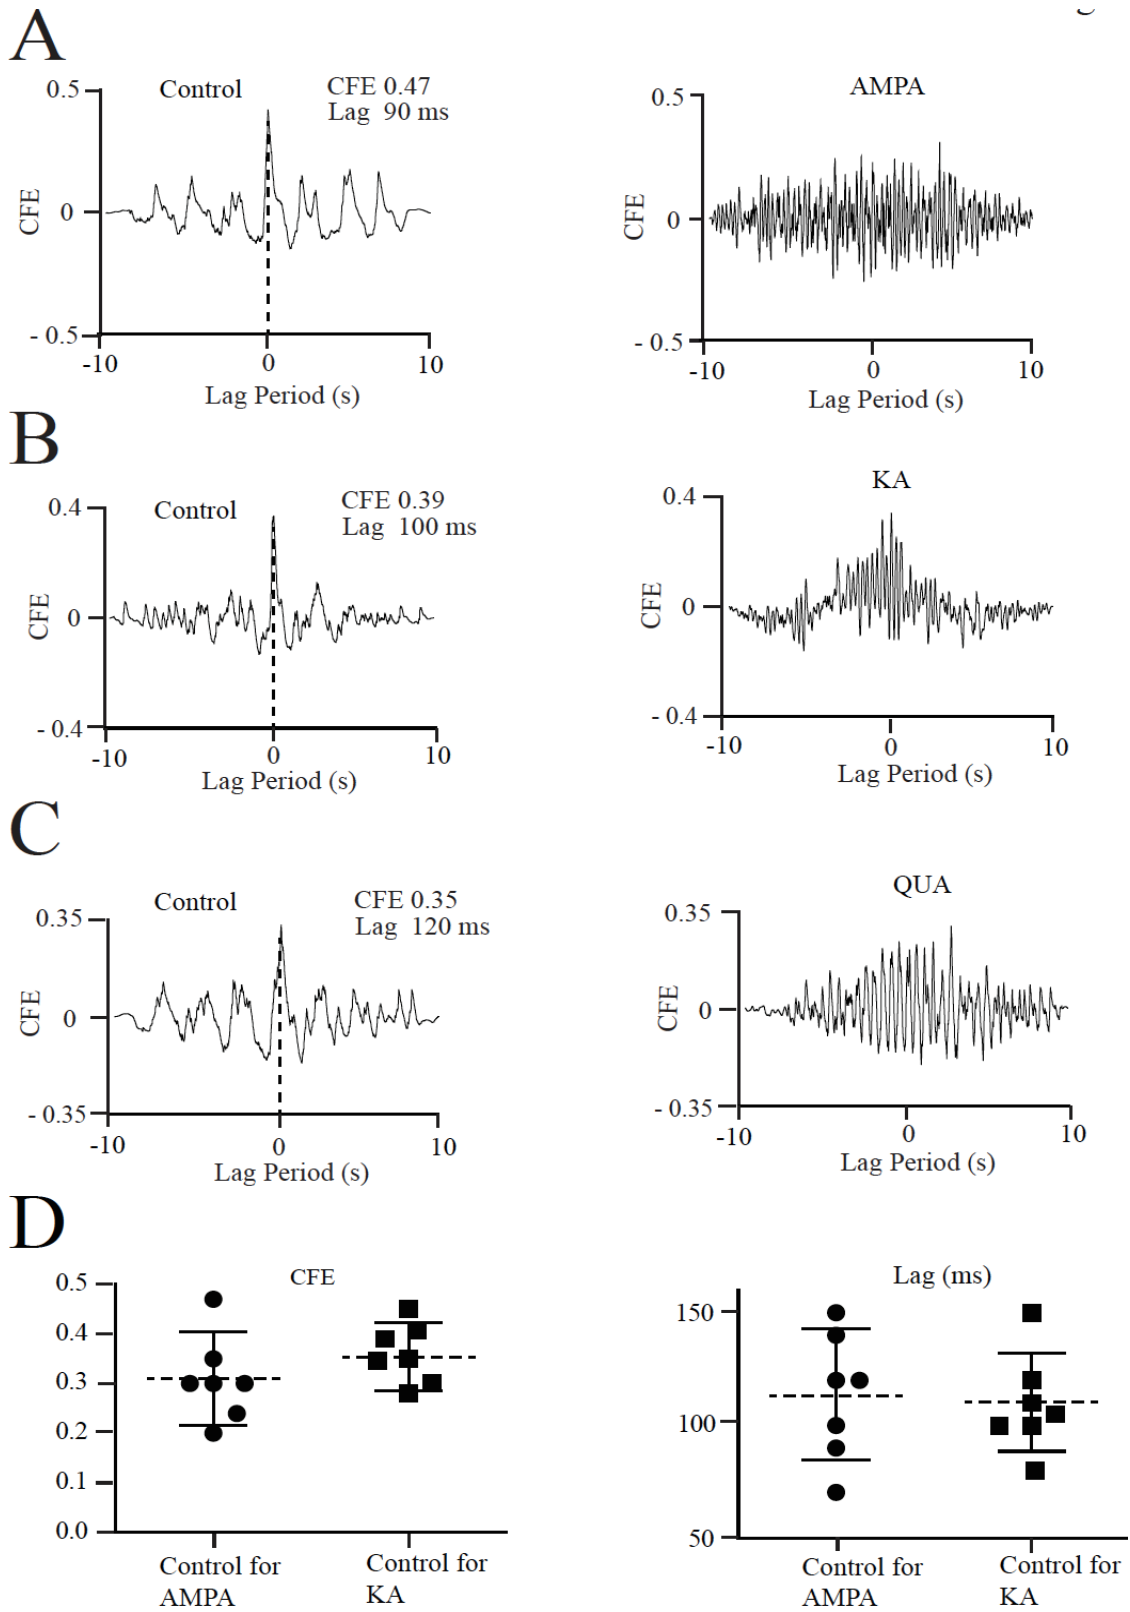 A
Control
CFE 0.47
Lag 90 ms
0.5
0
- 0.5
CFE
-10 0 10
Lag Period (s)
AMPA
0.5
0
- 0.5
CFE
-10 0 10
Lag Period (s)
B
Control
CFE 0.39
Lag 100 ms
0.4
0
- 0.4
CFE
-10 0 10
Lag Period (s)
KA
0.4
0
- 0.4
CFE
-10 0 10
Lag Period (s)
C
Control
CFE 0.35
Lag 120 ms
0.35
0
- 0.35
CFE
-10 0 10
Lag Period (s)
QUA
0.35
0
- 0.35
CFE
-10 0 10
Lag Period (s)
D
CFE
0.5
0.4
0.3
0.2
0.1
0.0
Control for
AMPA
Control for
KA
Lag (ms)
150
100
50
Control for
AMPA
Control for
KA